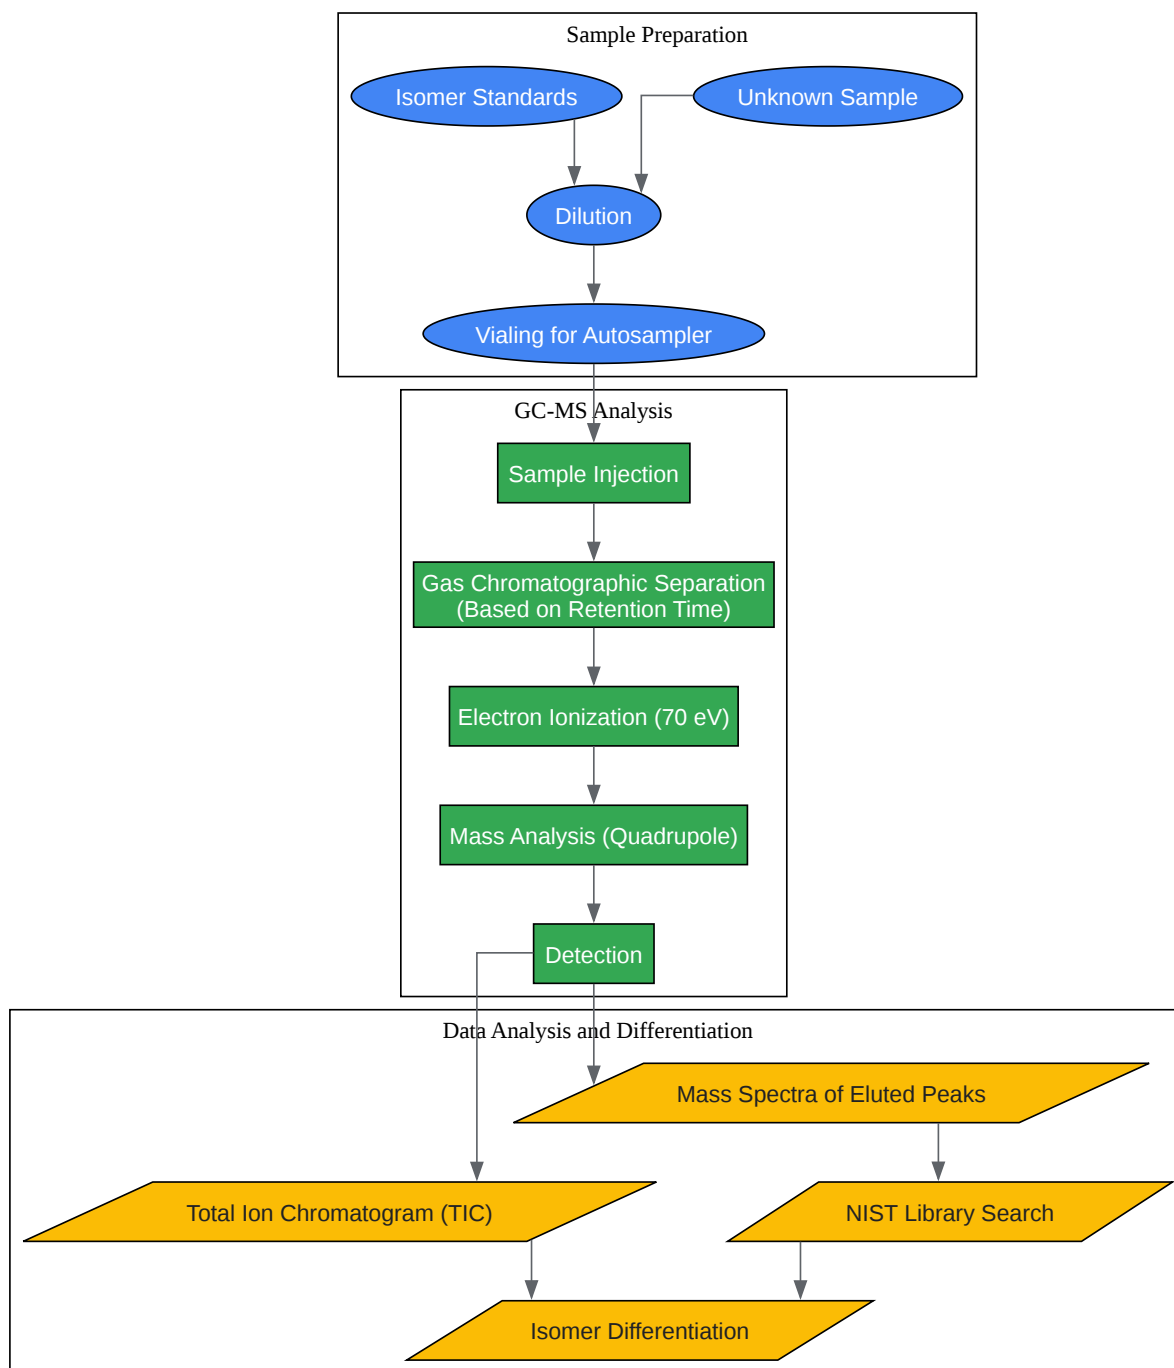 Sample Preparation
Isomer Standards
Unknown Sample
Dilution
Vialing for Autosampler
GC-MS Analysis
Sample Injection
Gas Chromatographic Separation
(Based on Retention Time)
Electron Ionization (70 eV)
Mass Analysis (Quadrupole)
Detection
Data Analysis and Differentiation
Mass Spectra of Eluted Peaks
Total Ion Chromatogram (TIC)
NIST Library Search
Isomer Differentiation